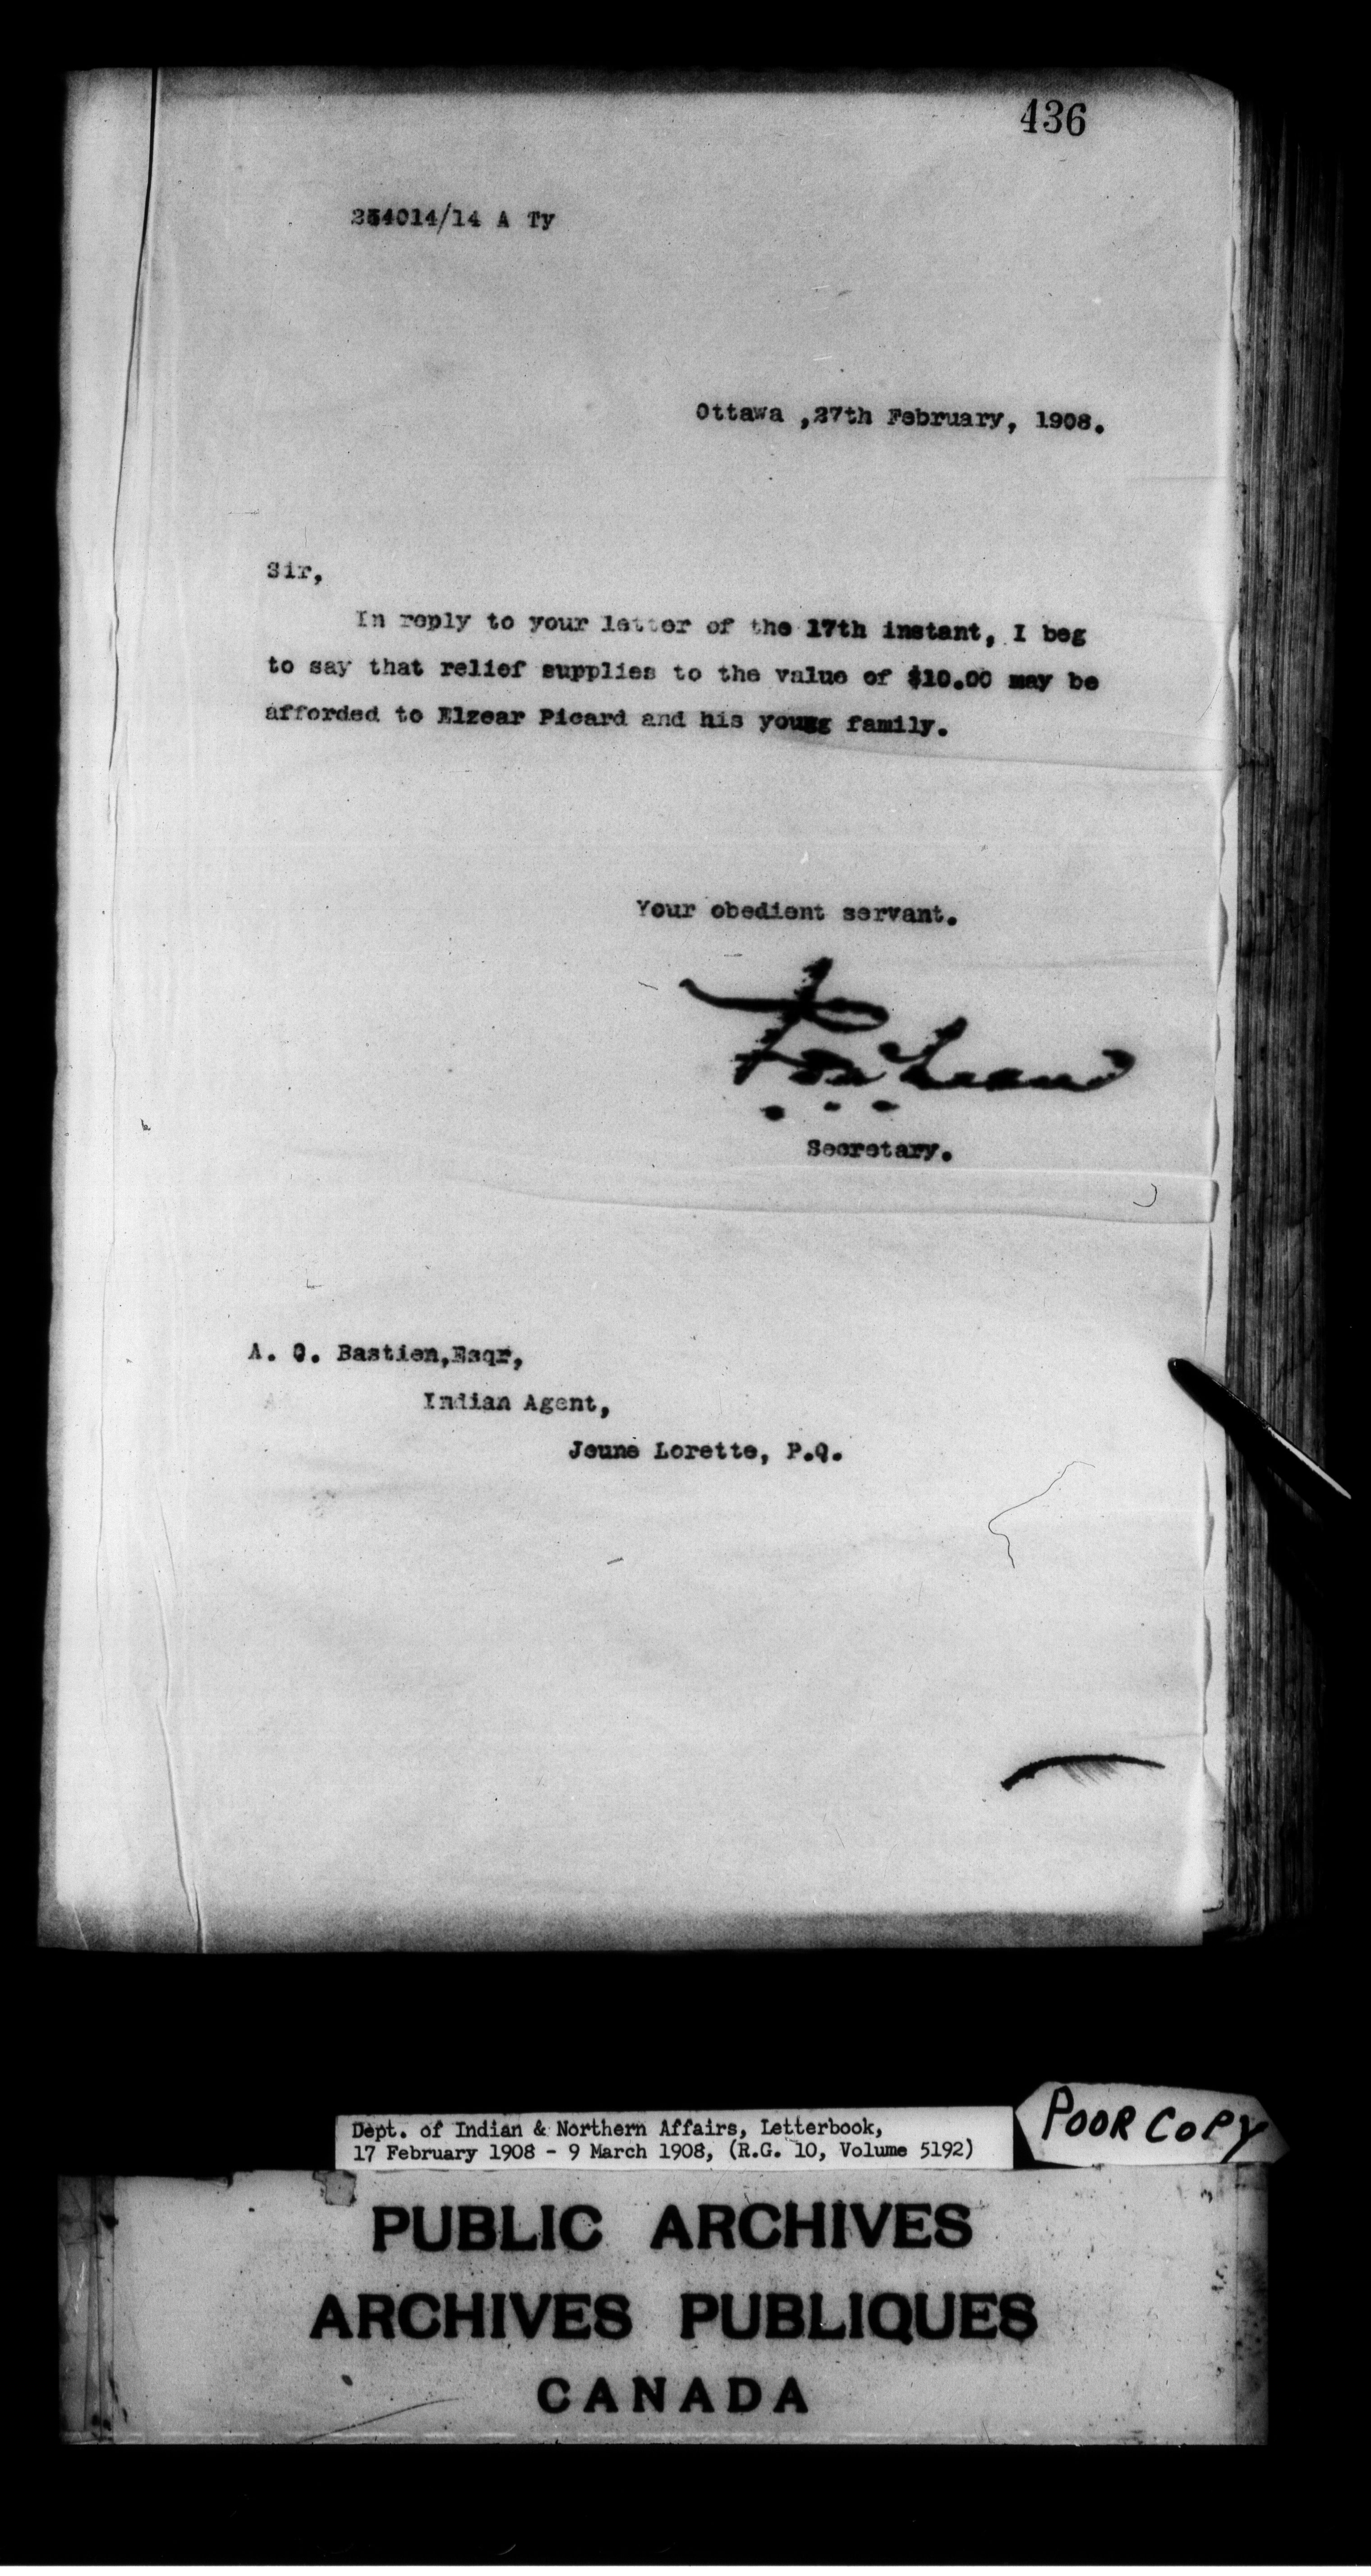 436
254014/14 A Ty
Ottawa ,27th February, 1908.
Sir,
In reply to your letter of the 17th instant, I beg
to say that relief supplies to the value of $10.00 may be
afforded to Elzear Picard and his young family.
Your obedient servant.
Secretary.
A. O. Bastien,Esqr,
Indian Agent,
Jeune Lorette, P.Q.
Dept. of Indian & Northern Affairs, Letterbook,
17 February 1908 - 9 March 1908, (R.G. 10, Volume 5192)
POOR COPY
PUBLIC ARCHIVES
ARCHIVES PUBLIQUES
CANADA